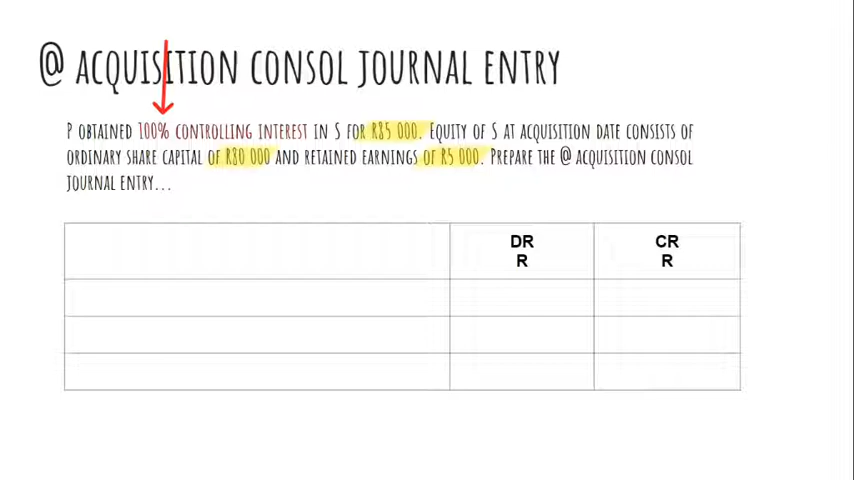 @ ACQUISITION CONSOL JOURNAL ENTRY
P OBTAINED 100% CONTROLLING INTEREST IN S FOR R85 000. EQUITY OF S AT ACQUISITION DATE CONSISTS OF
ORDINARY SHARE CAPITAL OF R80 000 AND RETAINED EARNINGS OF R5 000. PREPARE THE @ ACQUISITION CONSOL
JOURNAL ENTRY...
DR CR
R R